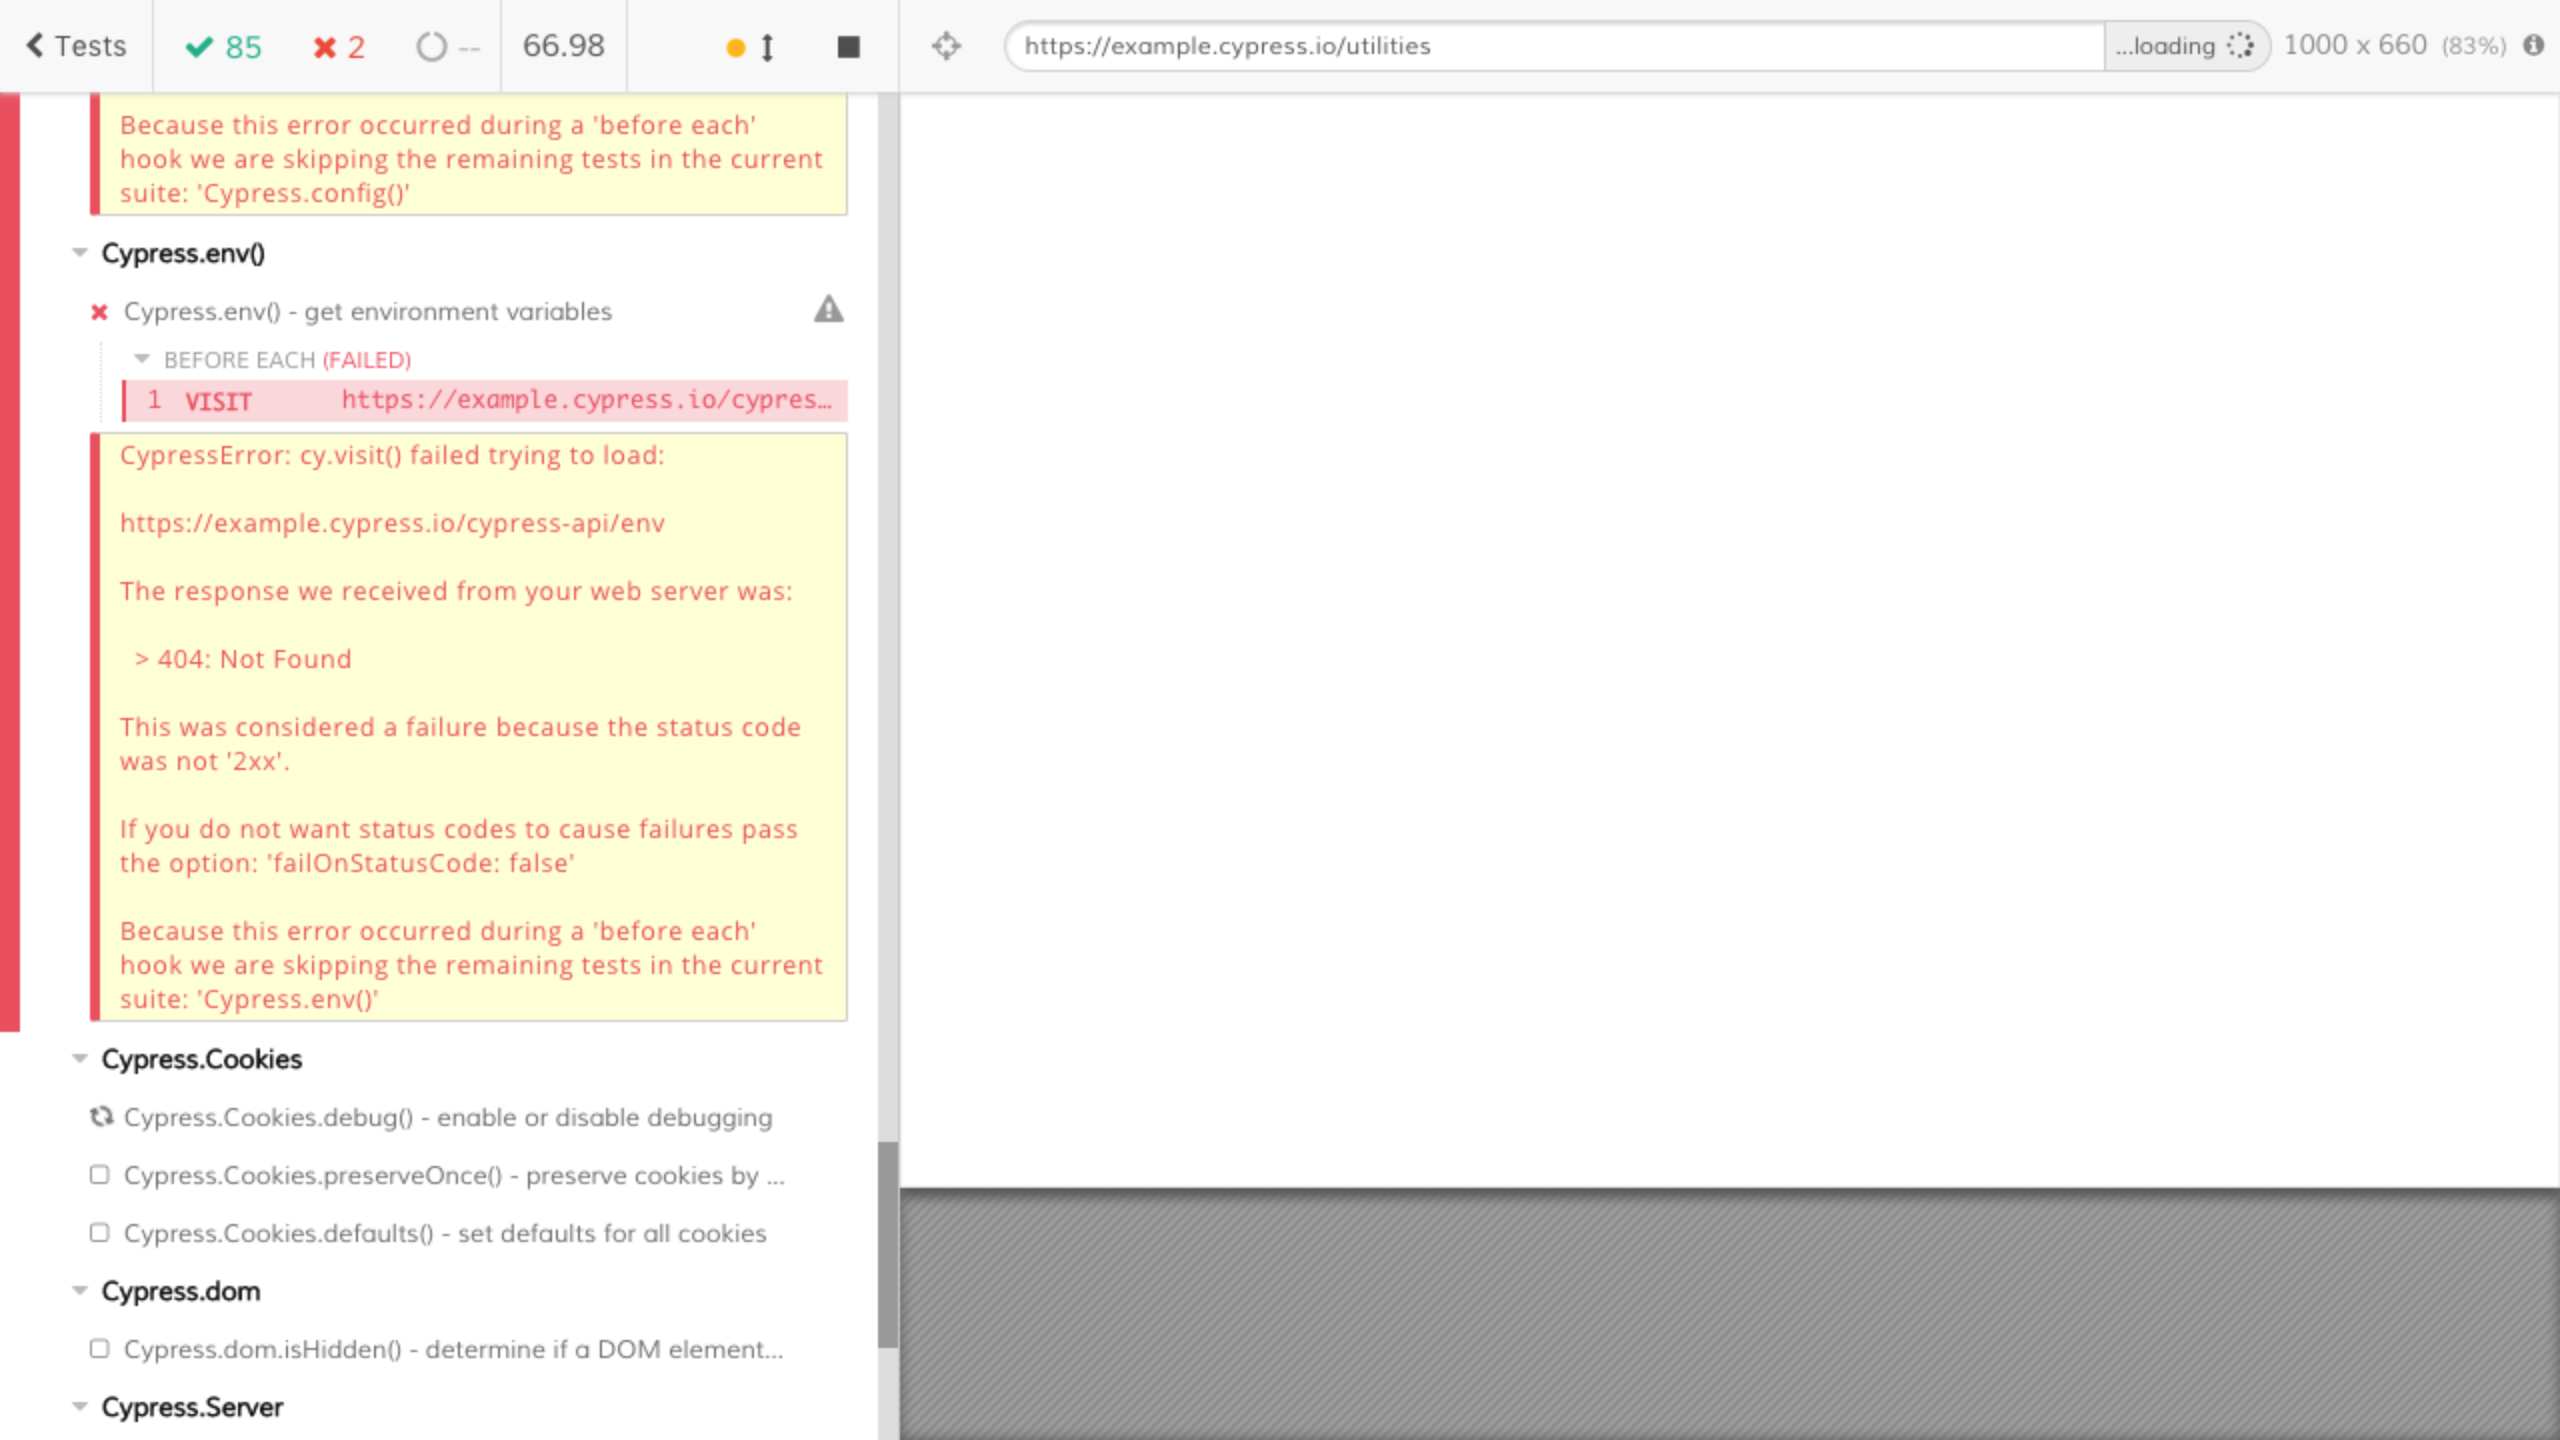 Tests 85 2 -- 66.98
https://example.cypress.io/utilities ...loading 1000 x 660 (83%)
Because this error occurred during a 'before each'
hook we are skipping the remaining tests in the current
suite: 'Cypress.config()'
Cypress.env()
Cypress.env() - get environment variables
BEFORE EACH (FAILED)
1 VISIT https://example.cypress.io/cypres…
CypressError: cy.visit() failed trying to load:
https://example.cypress.io/cypress-api/env
The response we received from your web server was:
> 404: Not Found
This was considered a failure because the status code
was not '2xx'.
If you do not want status codes to cause failures pass
the option: 'failOnStatusCode: false'
Because this error occurred during a 'before each'
hook we are skipping the remaining tests in the current
suite: 'Cypress.env()'
Cypress.Cookies
Cypress.Cookies.debug() - enable or disable debugging
Cypress.Cookies.preserveOnce() - preserve cookies by ...
Cypress.Cookies.defaults() - set defaults for all cookies
Cypress.dom
Cypress.dom.isHidden() - determine if a DOM element...
Cypress.Server